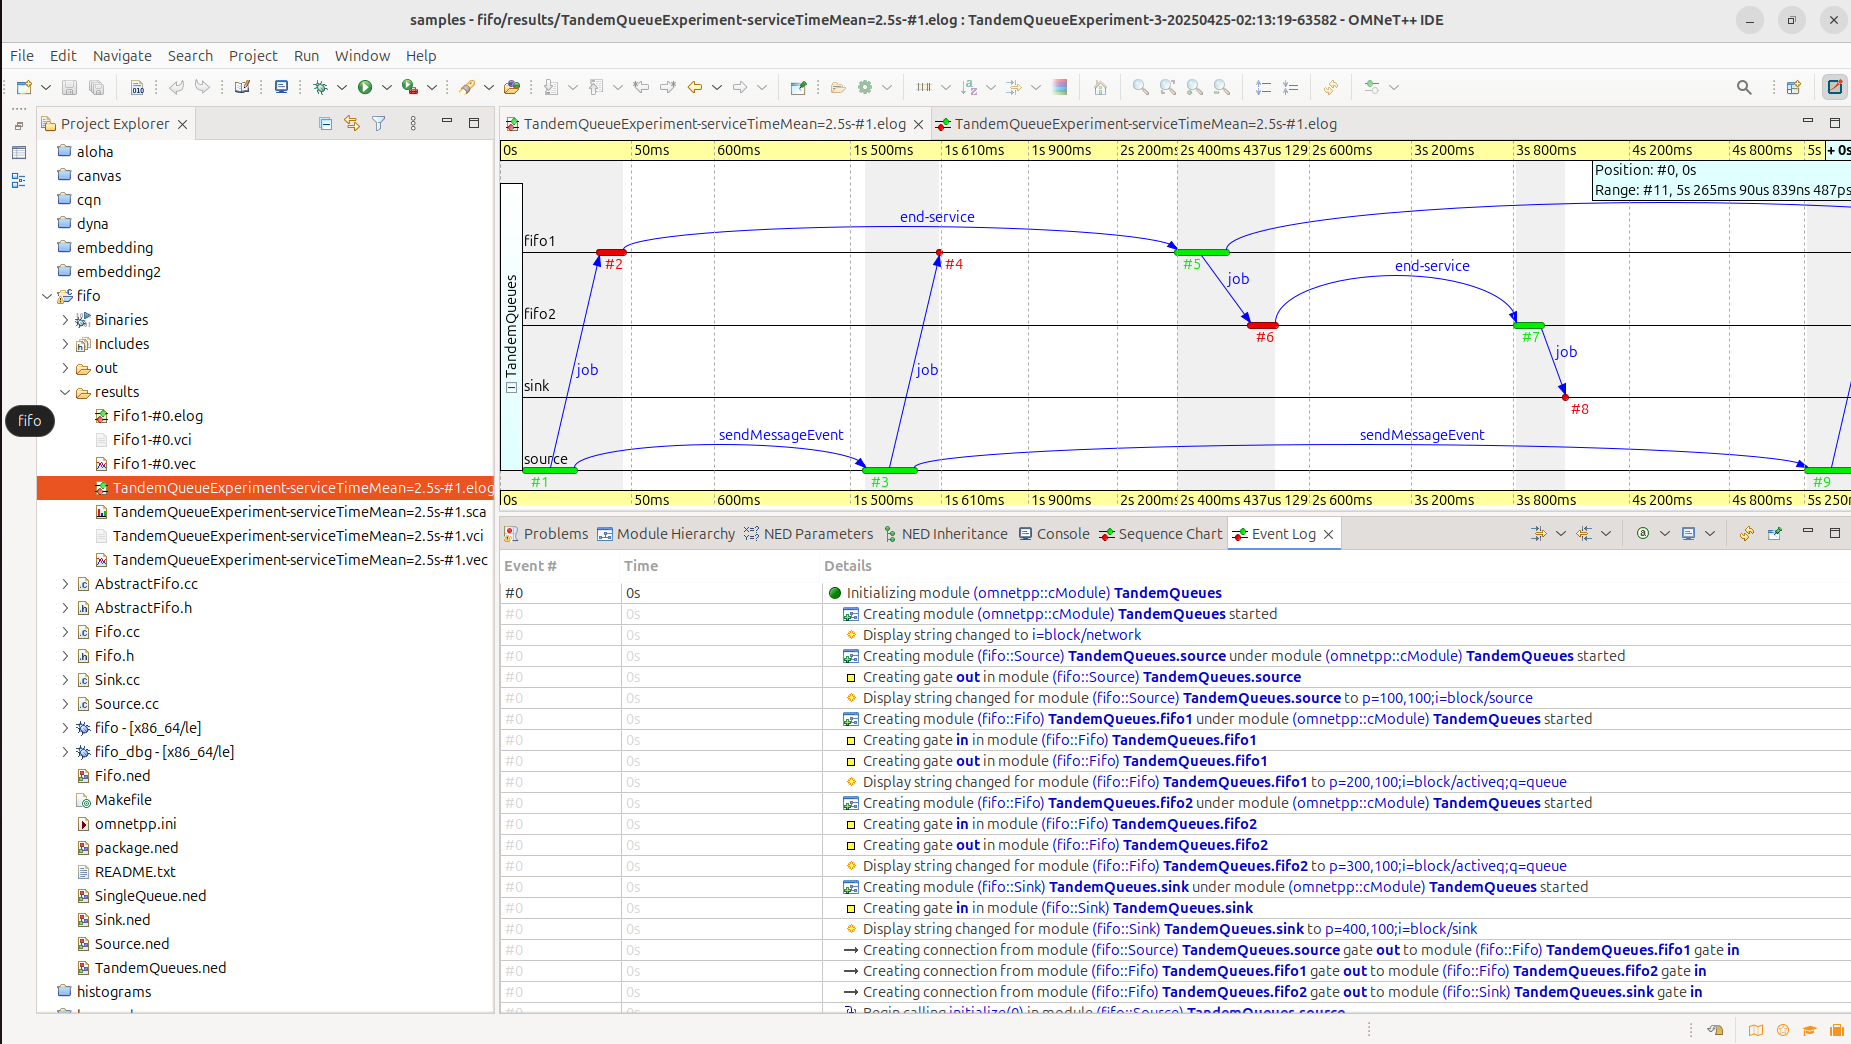 samples - fifo/results/TandemQueueExperiment-serviceTimeMean=2.5s-#1.elog : TandemQueueExperiment-3-20250425-02:13:19-63582 - OMNeT++ IDE
File Edit Navigate Search Project Run Window Help
Project Explorer
aloha
canvas
cqn
dyna
embedding
embedding2
fifo
Binaries
Includes
out
results
Fifo1-#0.elog
fifo
Fifo1-#0.vci
Fifo1-#0.vec
TandemQueueExperiment-serviceTimeMean=2.5s-#1.elog
TandemQueueExperiment-serviceTimeMean=2.5s-#1.sca
TandemQueueExperiment-serviceTimeMean=2.5s-#1.vci
TandemQueueExperiment-serviceTimeMean=2.5s-#1.vec
AbstractFifo.cc
AbstractFifo.h
Fifo.cc
Fifo.h
Sink.cc
Source.cc
fifo - [x86_64/le]
fifo_dbg - [x86_64/le]
Fifo.ned
Makefile
omnetpp.ini
package.ned
README.txt
SingleQueue.ned
Sink.ned
Source.ned
TandemQueues.ned
histograms
TandemQueueExperiment-serviceTimeMean=2.5s-#1.elog TandemQueueExperiment-serviceTimeMean=2.5s-#1.elog
0s 50ms 600ms 1s 500ms 1s 610ms 1s 900ms 2s 200ms 2s 400ms 437us 129 2s 600ms 3s 200ms 3s 800ms 4s 200ms 4s 800ms 5s + 0s
Position: #0, 0s
Range: #11, 5s 265ms 90us 839ns 487ps
TandemQueues
end-service
fifo1
#2 #4 #5
job end-service
fifo2
#6 #7
job job job
sink
#8
sendMessageEvent sendMessageEvent
source
#1 #3 #9
0s 50ms 600ms 1s 500ms 1s 610ms 1s 900ms 2s 200ms 2s 400ms 437us 129 2s 600ms 3s 200ms 3s 800ms 4s 200ms 4s 800ms 5s 250m
Problems Module Hierarchy NED Parameters NED Inheritance Console Sequence Chart Event Log
Event # Time Details
#0 0s Initializing module (omnetpp::cModule) TandemQueues
#0 0s Creating module (omnetpp::cModule) TandemQueues started
#0 0s Display string changed to i=block/network
#0 0s Creating module (fifo::Source) TandemQueues.source under module (omnetpp::cModule) TandemQueues started
#0 0s Creating gate out in module (fifo::Source) TandemQueues.source
#0 0s Display string changed for module (fifo::Source) TandemQueues.source to p=100,100;i=block/source
#0 0s Creating module (fifo::Fifo) TandemQueues.fifo1 under module (omnetpp::cModule) TandemQueues started
#0 0s Creating gate in in module (fifo::Fifo) TandemQueues.fifo1
#0 0s Creating gate out in module (fifo::Fifo) TandemQueues.fifo1
#0 0s Display string changed for module (fifo::Fifo) TandemQueues.fifo1 to p=200,100;i=block/activeq;q=queue
#0 0s Creating module (fifo::Fifo) TandemQueues.fifo2 under module (omnetpp::cModule) TandemQueues started
#0 0s Creating gate in in module (fifo::Fifo) TandemQueues.fifo2
#0 0s Creating gate out in module (fifo::Fifo) TandemQueues.fifo2
#0 0s Display string changed for module (fifo::Fifo) TandemQueues.fifo2 to p=300,100;i=block/activeq;q=queue
#0 0s Creating module (fifo::Sink) TandemQueues.sink under module (omnetpp::cModule) TandemQueues started
#0 0s Creating gate in in module (fifo::Sink) TandemQueues.sink
#0 0s Display string changed for module (fifo::Sink) TandemQueues.sink to p=400,100;i=block/sink
#0 0s Creating connection from module (fifo::Source) TandemQueues.source gate out to module (fifo::Fifo) TandemQueues.fifo1 gate in
#0 0s Creating connection from module (fifo::Fifo) TandemQueues.fifo1 gate out to module (fifo::Fifo) TandemQueues.fifo2 gate in
#0 0s Creating connection from module (fifo::Fifo) TandemQueues.fifo2 gate out to module (fifo::Sink) TandemQueues.sink gate in
#0 0s Begin calling initialize(0) in module (fifo::Source) TandemQueues.source